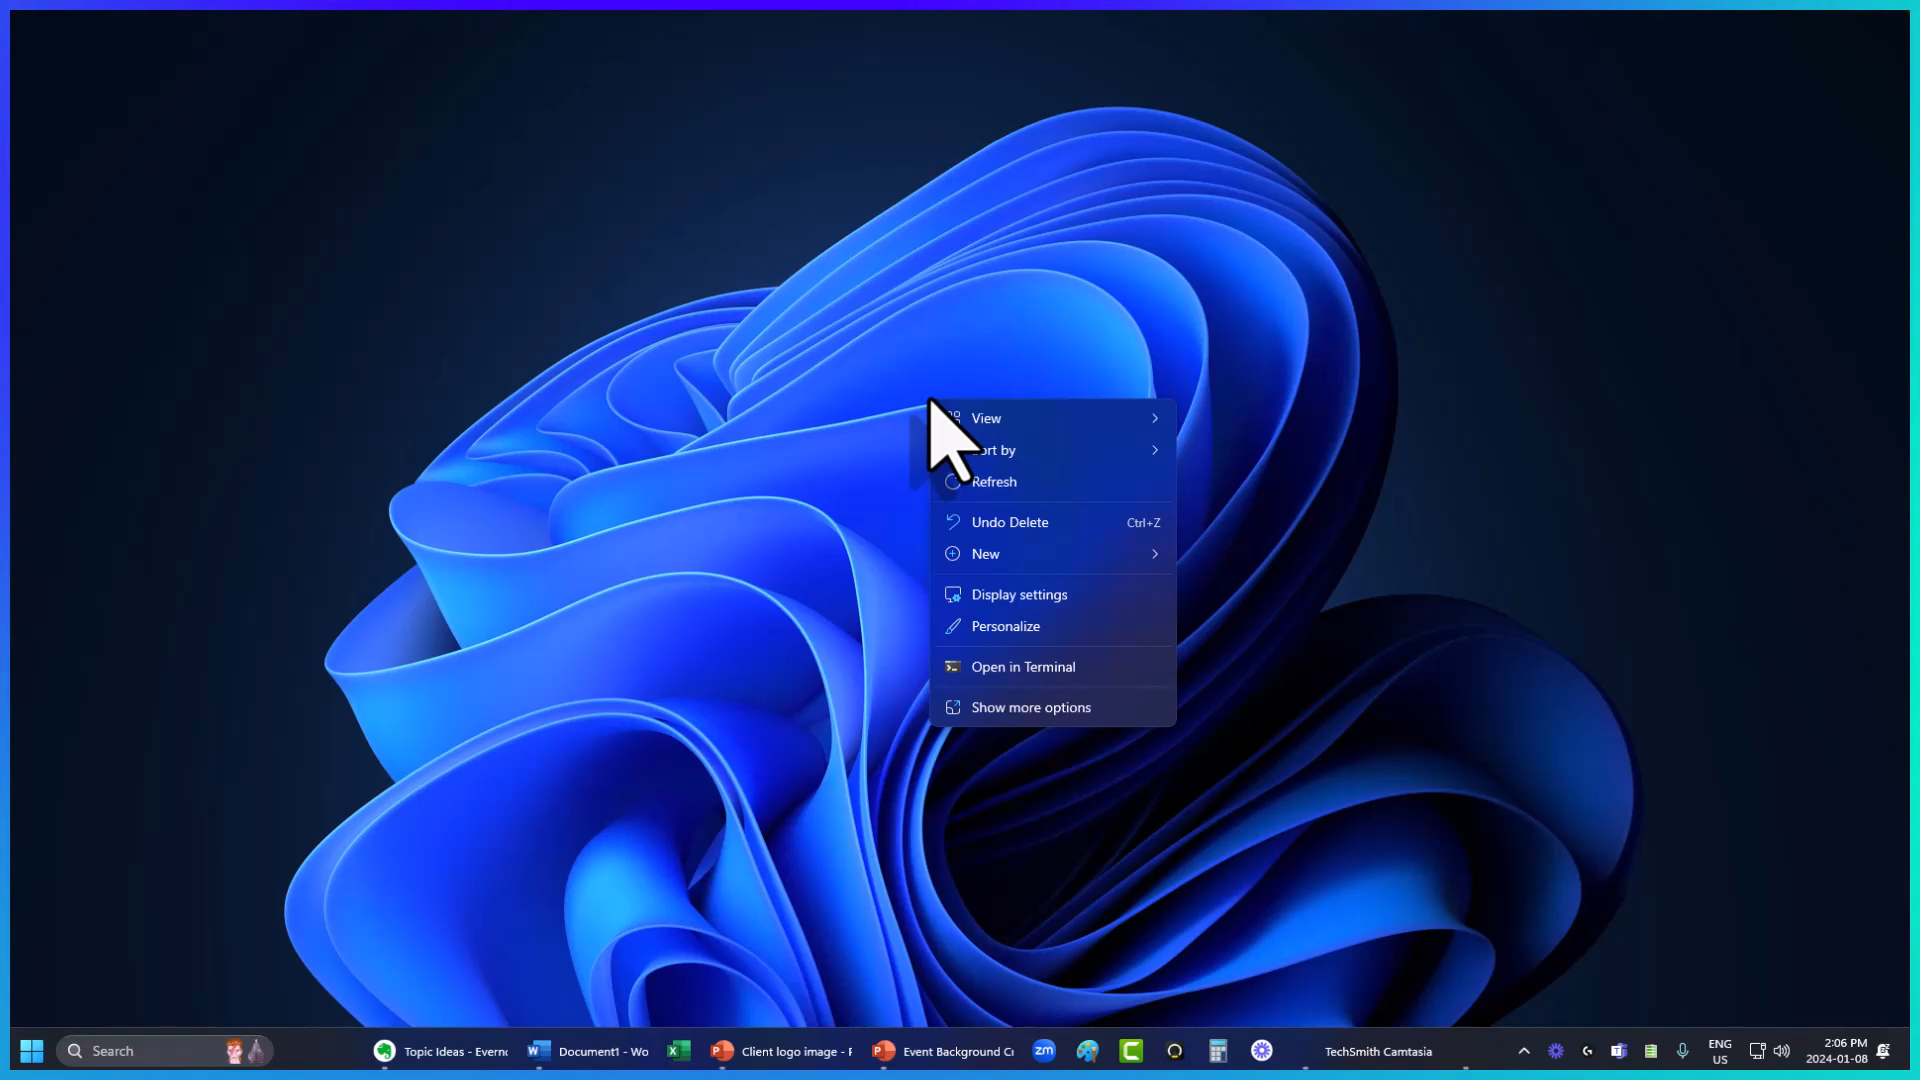 View
ort by
Refresh
Undo Delete Ctrl+Z
New
Display settings
Personalize
Open in Terminal
Show more options
Search
Topic Ideas - Everno
Document1 - Wo
Client logo image - P
Event Background Cr
zm
TechSmith Camtasia
ENG
US
2:06 PM
2024-01-08